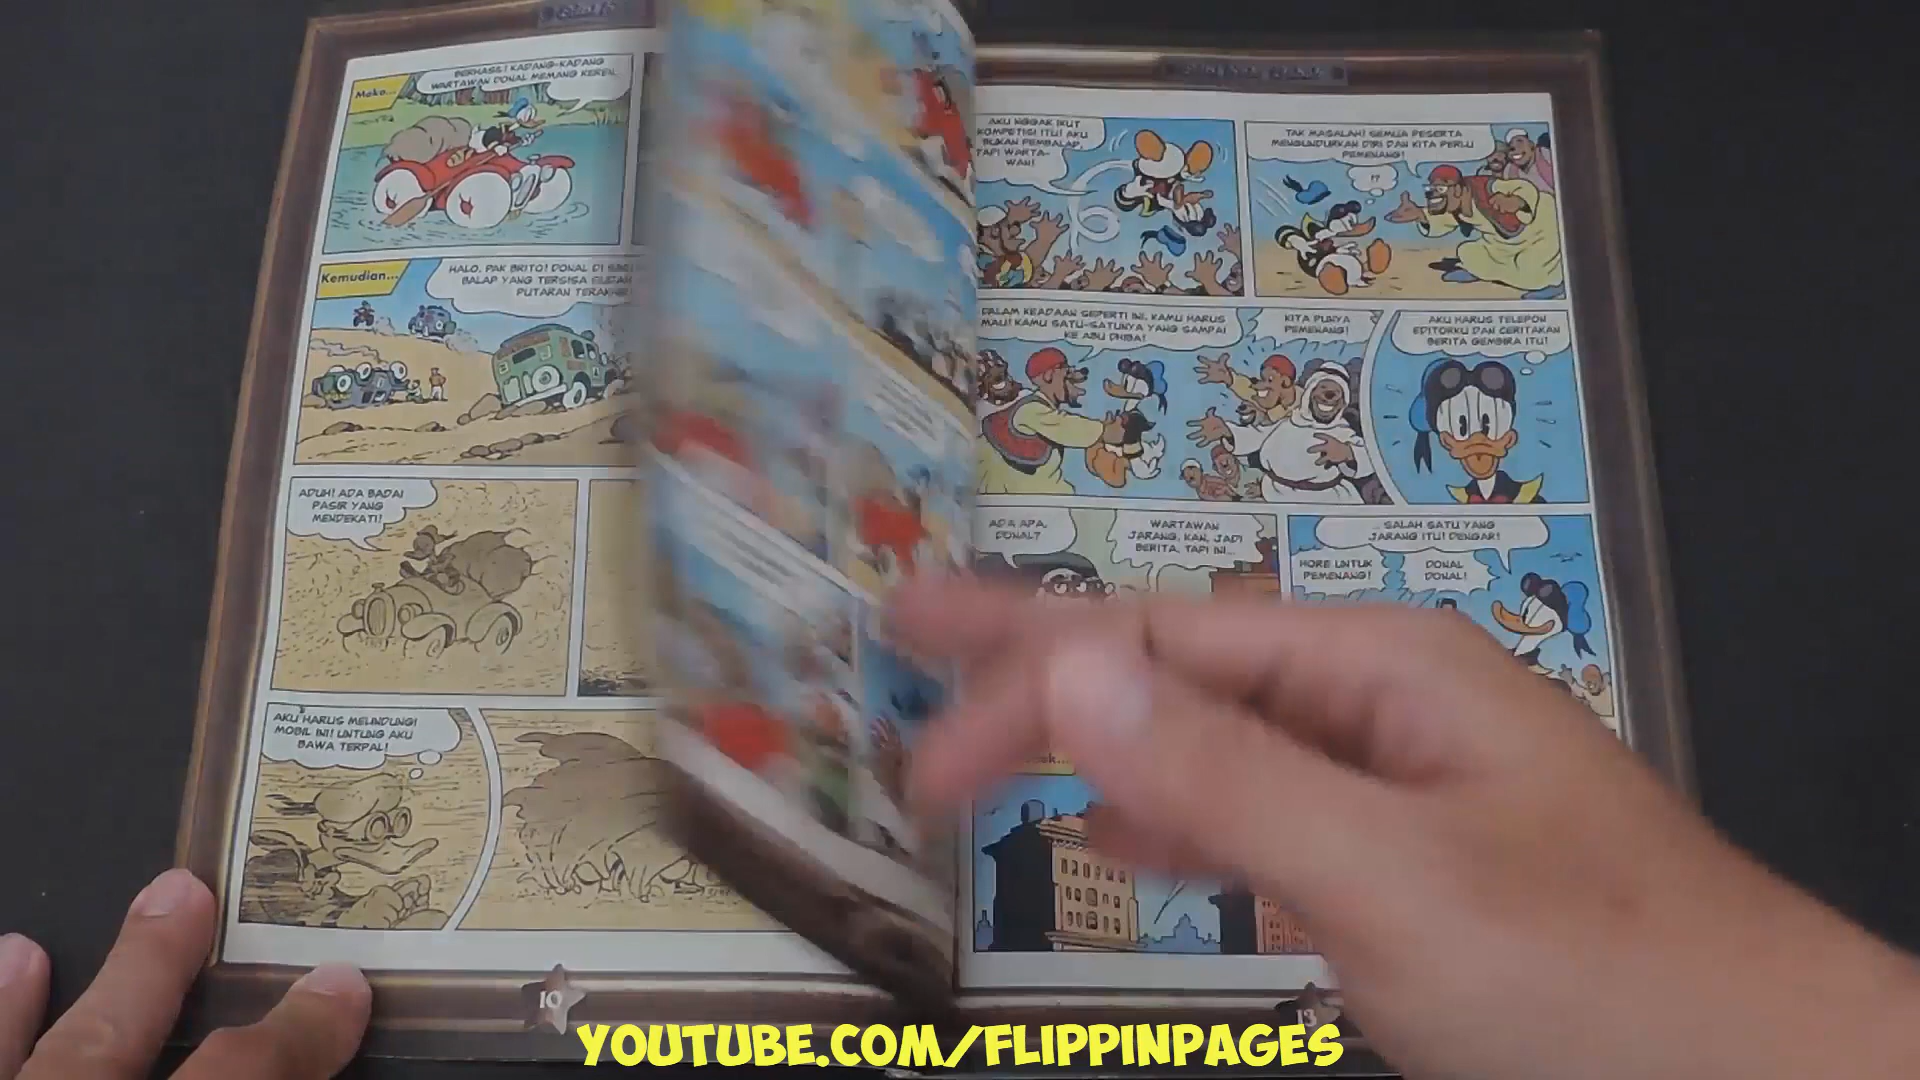 Maka...
BERHASIL! KADANG-KADANG
WARTAWAN DONAL MEMANG KEREN.
Kemudian...
HALO, PAK BRITO! DONAL DI SINI!
BALAP YANG TERSISA
PUTARAN TERAKHIR
ADUH! ADA BADAI
PASIR YANG
MENDEKATI!
AKU HARUS MELINDUNGI
MOBIL INI! UNTUNG AKU
BAWA TERPAL!
10
AKU NGGAK IKUT
KOMPETISI ITU! AKU
BUKAN PEMBALAP,
TAPI WARTA-
WAN!
TAK MASALAH! SEMUA PESERTA
MENGUNDURKAN DIRI DAN KITA PERLU
PEMENANG!
!?
DALAM KEADAAN SEPERTI INI, KAMU HARUS
MAU! KAMU SATU-SATUNYA YANG SAMPAI
KE ABU DHIBA!
KITA PUNYA
PEMENANG!
AKU HARUS TELEPON
EDITORKU DAN CERITAKAN
BERITA GEMBIRA ITU!
ADA APA,
DONAL?
WARTAWAN
JARANG, KAN, JADI
BERITA, TAPI INI...
... SALAH SATU YANG
JARANG ITU! DENGAR!
HORE UNTUK
PEMENANG!
DONAL
DONAL!
13
YOUTUBE.COM/FLIPPINPAGES